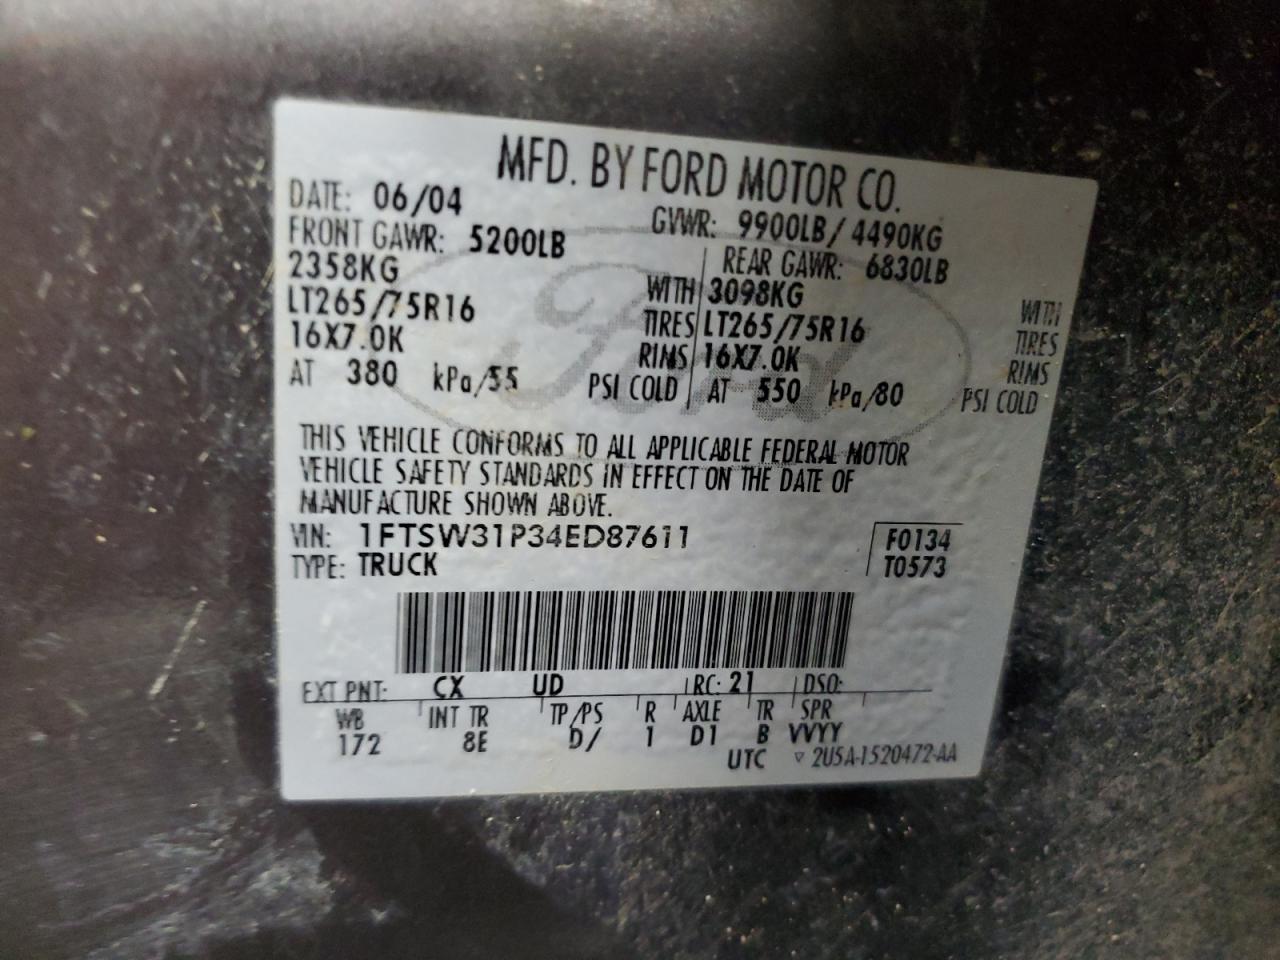 MFD. BY FORD MOTOR CO.
DATE: 06/04 GVWR: 9900LB/ 4490KG
FRONT GAWR: 5200LB REAR GAWR: 6830LB
2358KG WITH 3098KG WITH
LT265/75R16 TIRES LT265/75R16 TIRES
16X7.0K RIMS 16X7.0K RIMS
AT 380 kPa/55 PSI COLD AT 550 kPa/80 PSI COLD
Ford
THIS VEHICLE CONFORMS TO ALL APPLICABLE FEDERAL MOTOR
VEHICLE SAFETY STANDARDS IN EFFECT ON THE DATE OF
MANUFACTURE SHOWN ABOVE.
VIN: 1FTSW31P34ED87611 F0134
TYPE: TRUCK T0573
EXT PNT: CX UD RC: 21 DSO:
WB INT TR TP/PS R AXLE TR SPR
172 8E D/ 1 D1 B VVYY
UTC ▽ 2U5A-1520472-AA